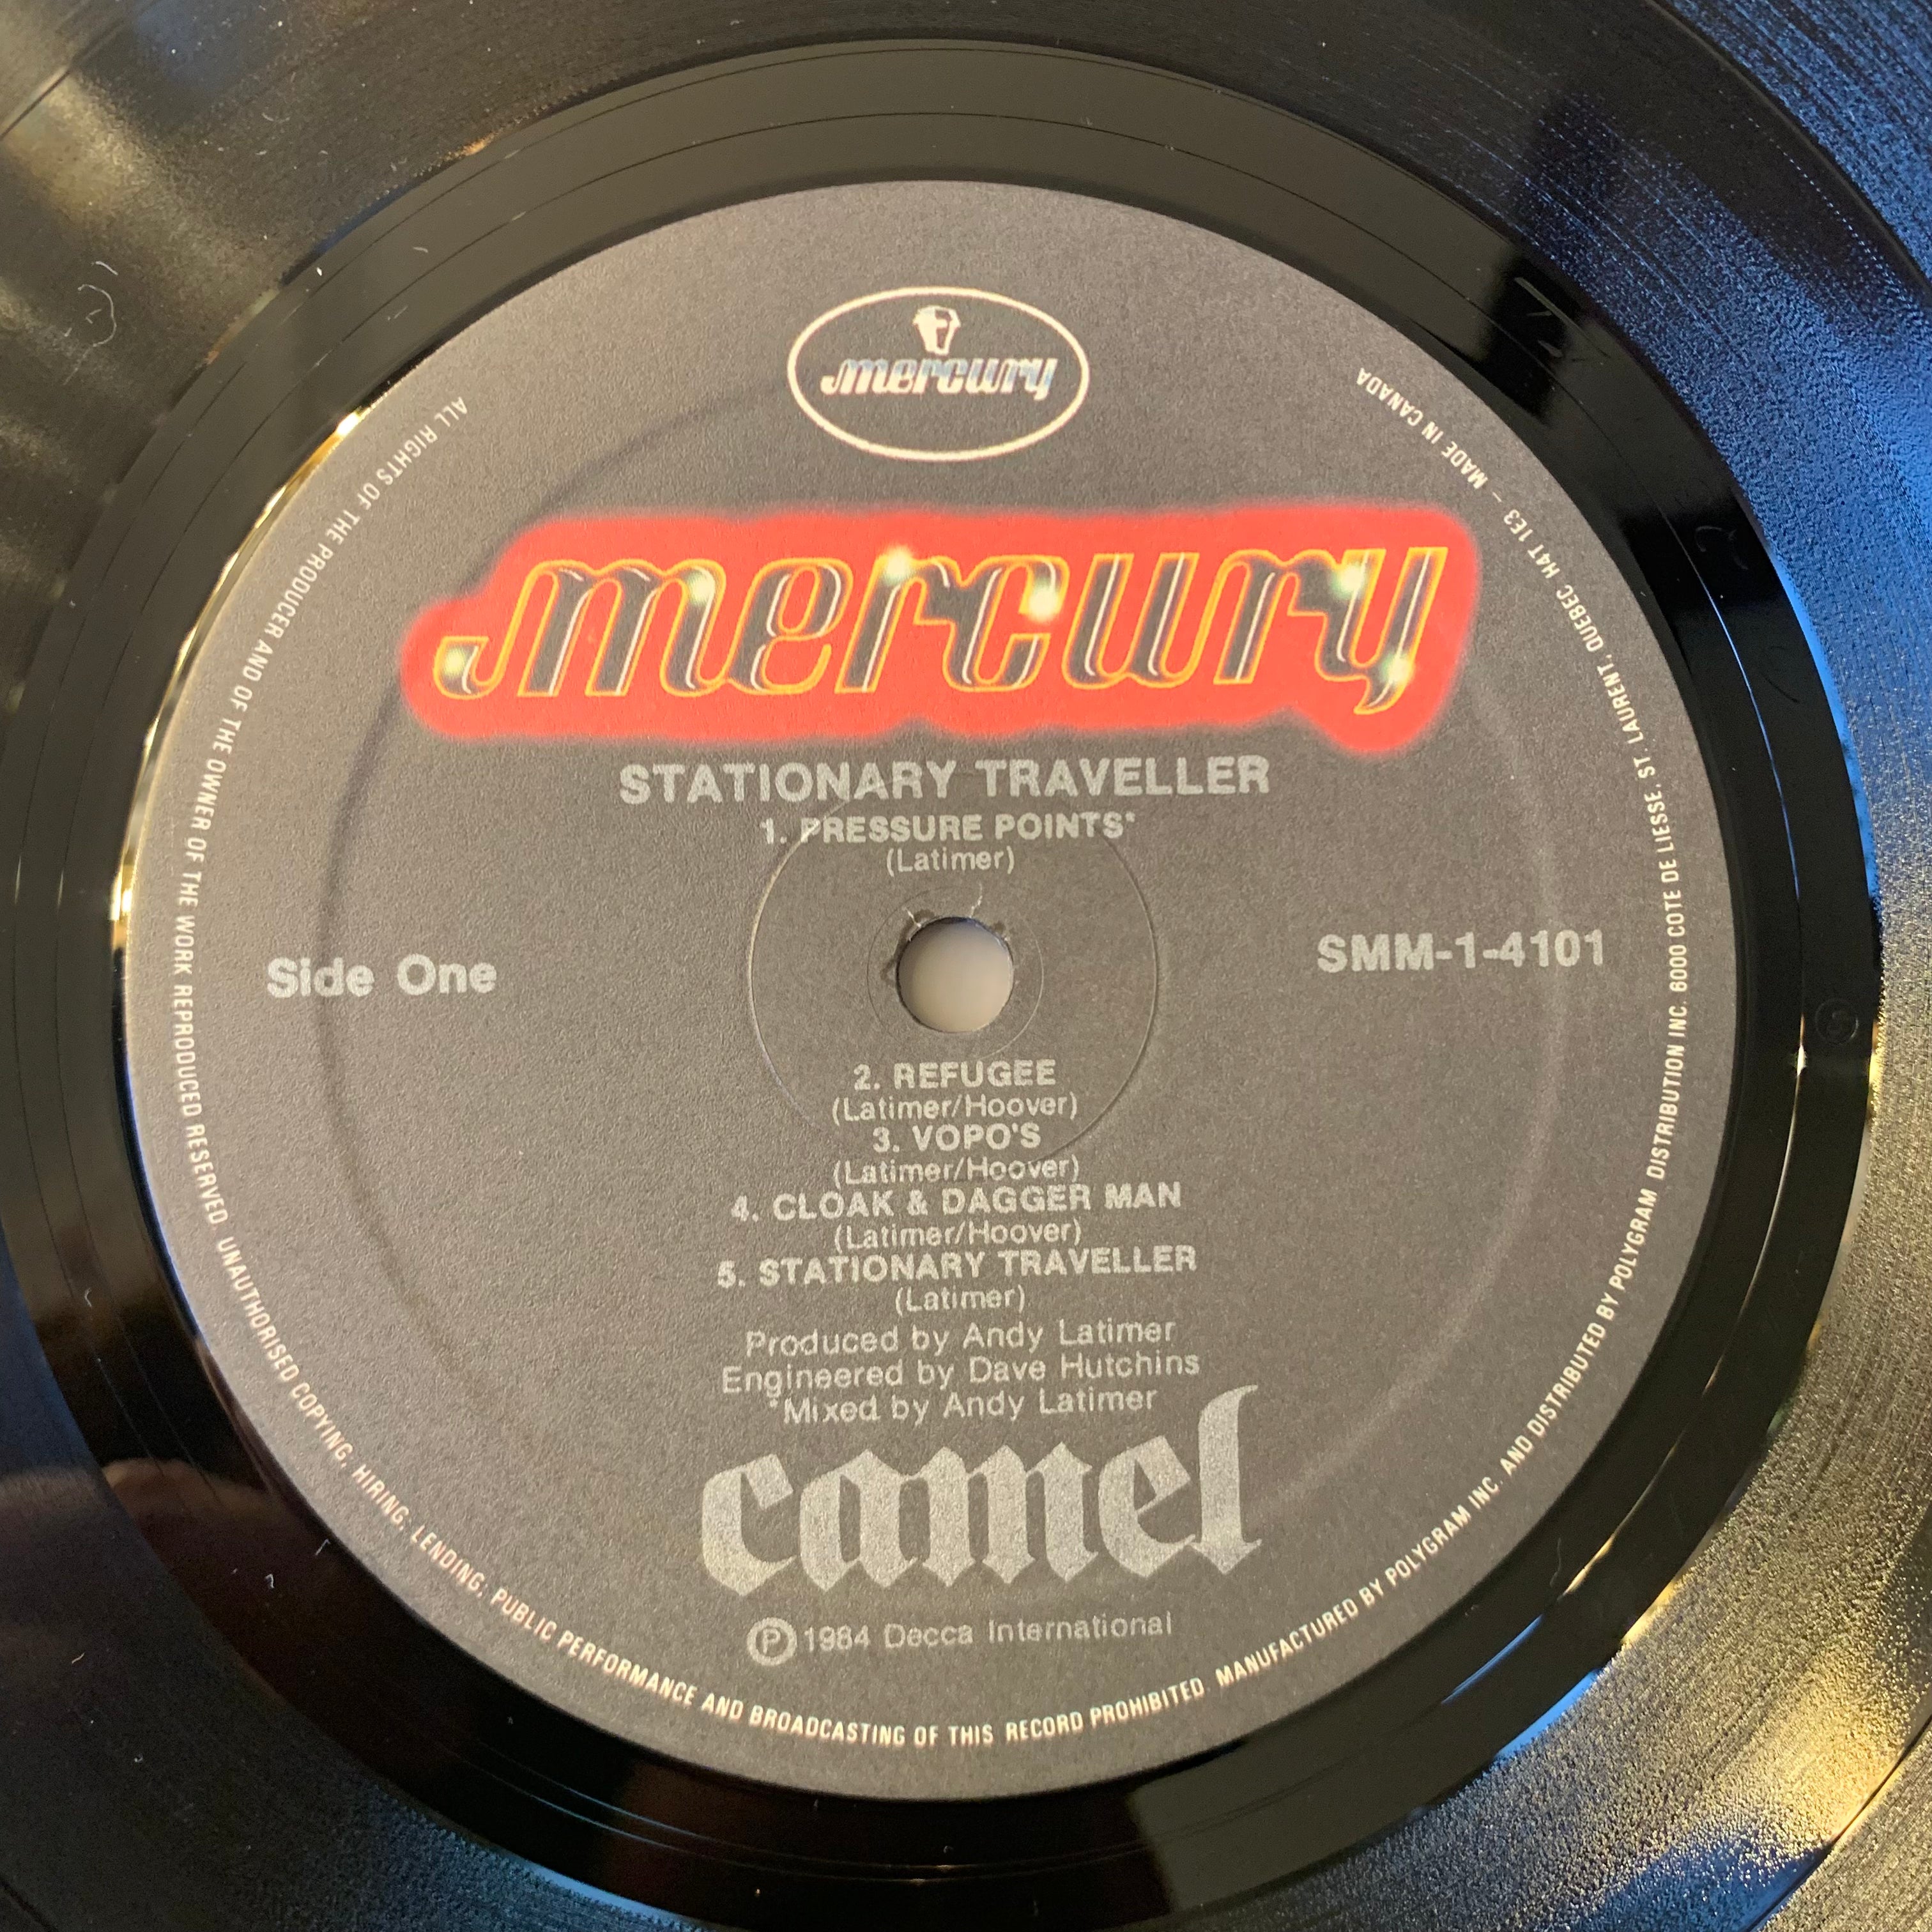 mercury
mercury
STATIONARY TRAVELLER
1. PRESSURE POINTS*
(Latimer)
Side One
SMM-1-4101
2. REFUGEE
(Latimer/Hoover)
3. VOPO'S
(Latimer/Hoover)
4. CLOAK & DAGGER MAN
(Latimer/Hoover)
5. STATIONARY TRAVELLER
(Latimer)
Produced by Andy Latimer
Engineered by Dave Hutchins
*Mixed by Andy Latimer
camel
℗ 1984 Decca International
ALL RIGHTS OF THE PRODUCER AND OF THE OWNER OF THE WORK REPRODUCED RESERVED. UNAUTHORISED COPYING, HIRING, LENDING, PUBLIC PERFORMANCE AND BROADCASTING OF THIS RECORD PROHIBITED. MANUFACTURED BY POLYGRAM INC. AND DISTRIBUTED BY POLYGRAM DISTRIBUTION INC. 6000 COTE DE LIESSE, ST. LAURENT, QUEBEC H4T 1E3 – MADE IN CANADA